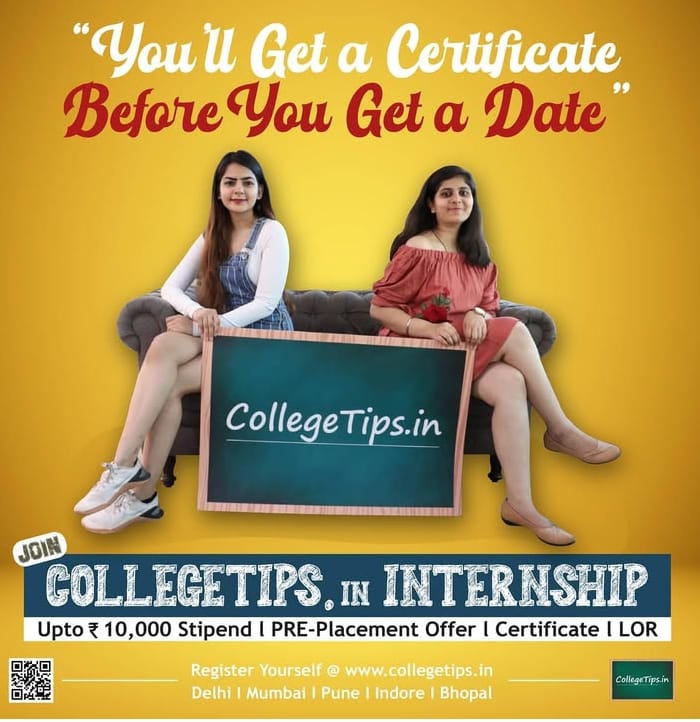 “You'll Get a Certificate
Before You Get a Date”
CollegeTips.in
JOIN
COLLEGETIPS.IN INTERNSHIP
Upto ₹ 10,000 Stipend I PRE-Placement Offer I Certificate I LOR
Register Yourself @ www.collegetips.in
Delhi I Mumbai I Pune I Indore I Bhopal
CollegeTips.in